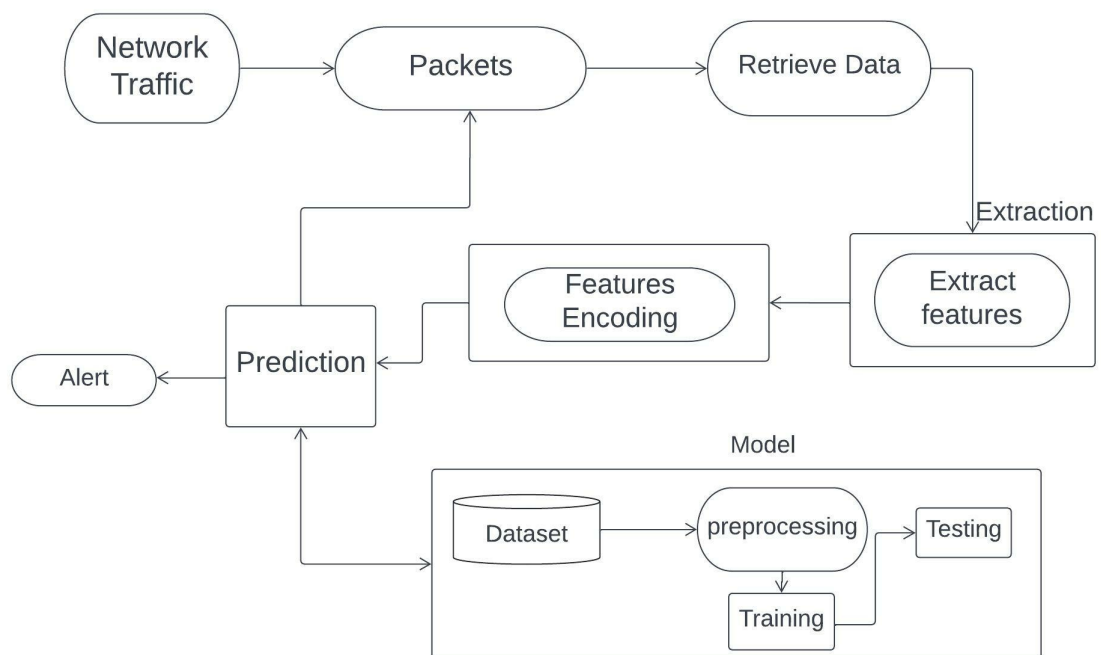 Network
Traffic
Packets
Retrieve Data
Extraction
Extract
features
Features
Encoding
Prediction
Alert
Model
Dataset
preprocessing
Testing
Training